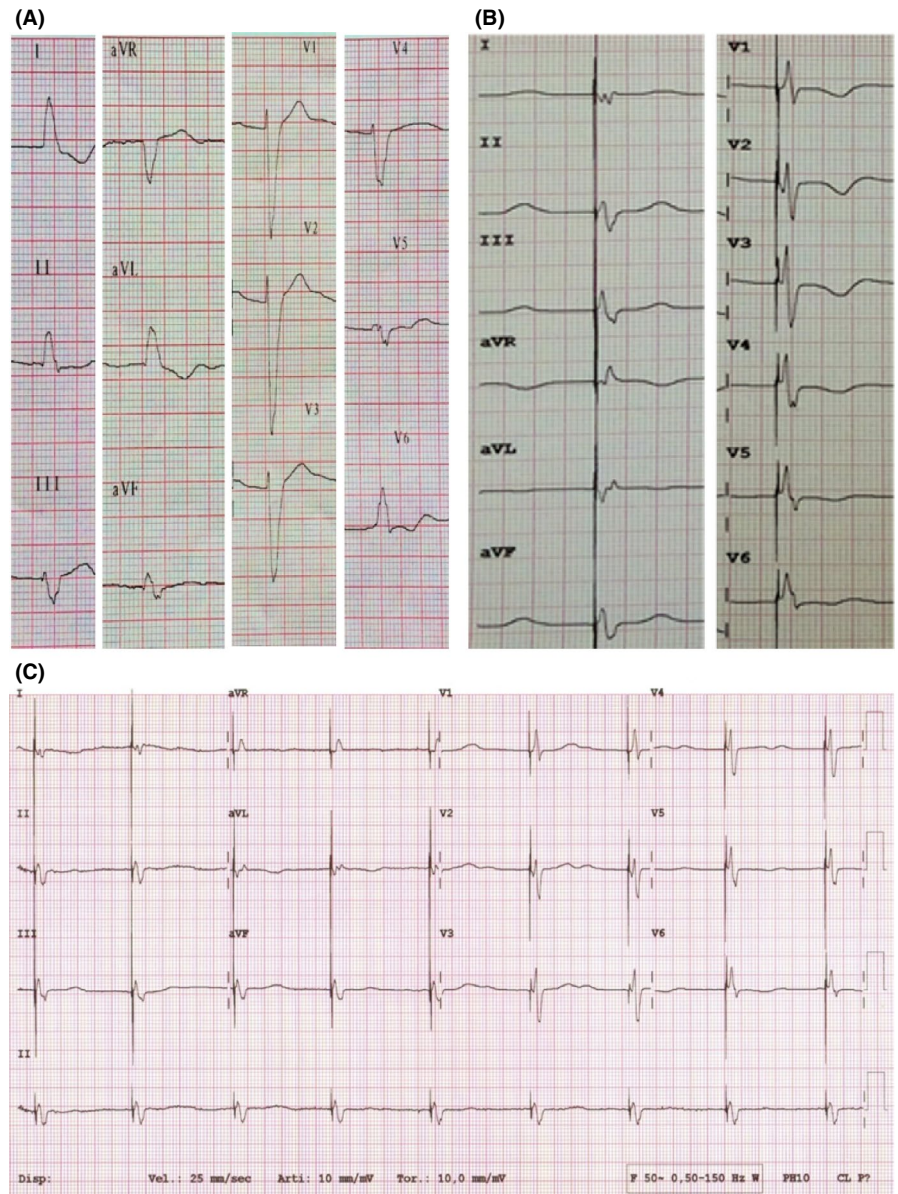 (A)
I
aVR
V1
V4
II
aVL
V2
V5
III
aVF
V3
V6
(B)
I
II
III
aVR
aVL
aVF
V1
V2
V3
V4
V5
V6
(C)
I
aVR
V1
V4
II
aVL
V2
V5
III
aVF
V3
V6
II
Disp: Vel.: 25 mm/sec Arti: 10 mm/mV Tor.: 10,0 mm/mV F 50~ 0,50-150 Hz W PH10 CL P?